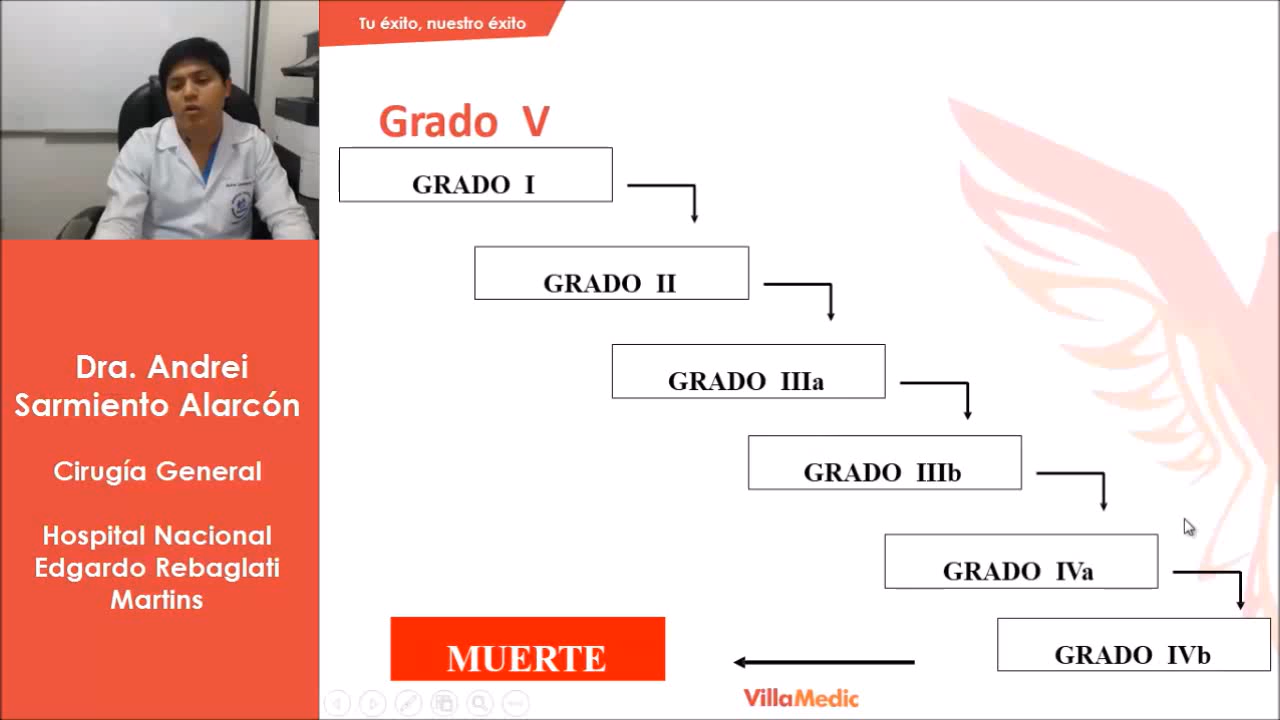 Tu éxito, nuestro éxito
Grado V
GRADO I
GRADO II
GRADO IIIa
GRADO IIIb
GRADO IVa
GRADO IVb
MUERTE
VillaMedic
Dra. Andrei
Sarmiento Alarcón
Cirugía General
Hospital Nacional
Edgardo Rebaglati
Martins